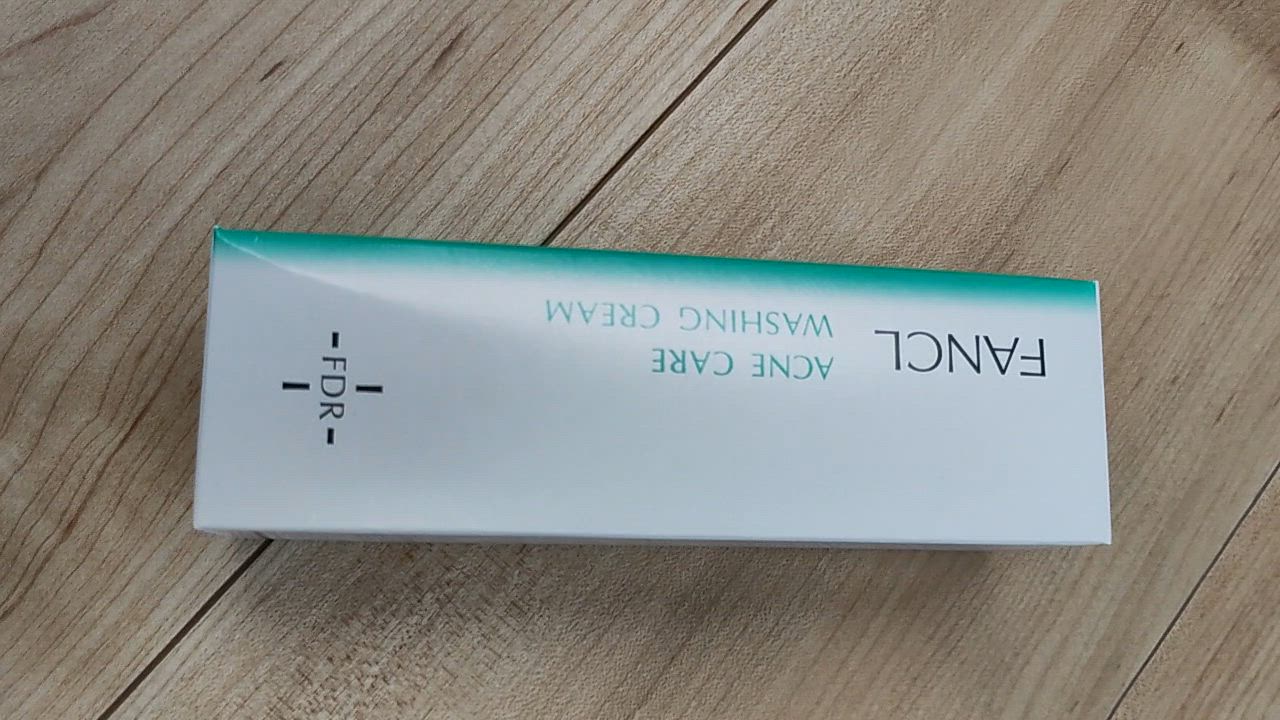 FANCL
ACNE CARE
WASHING CREAM
FDR